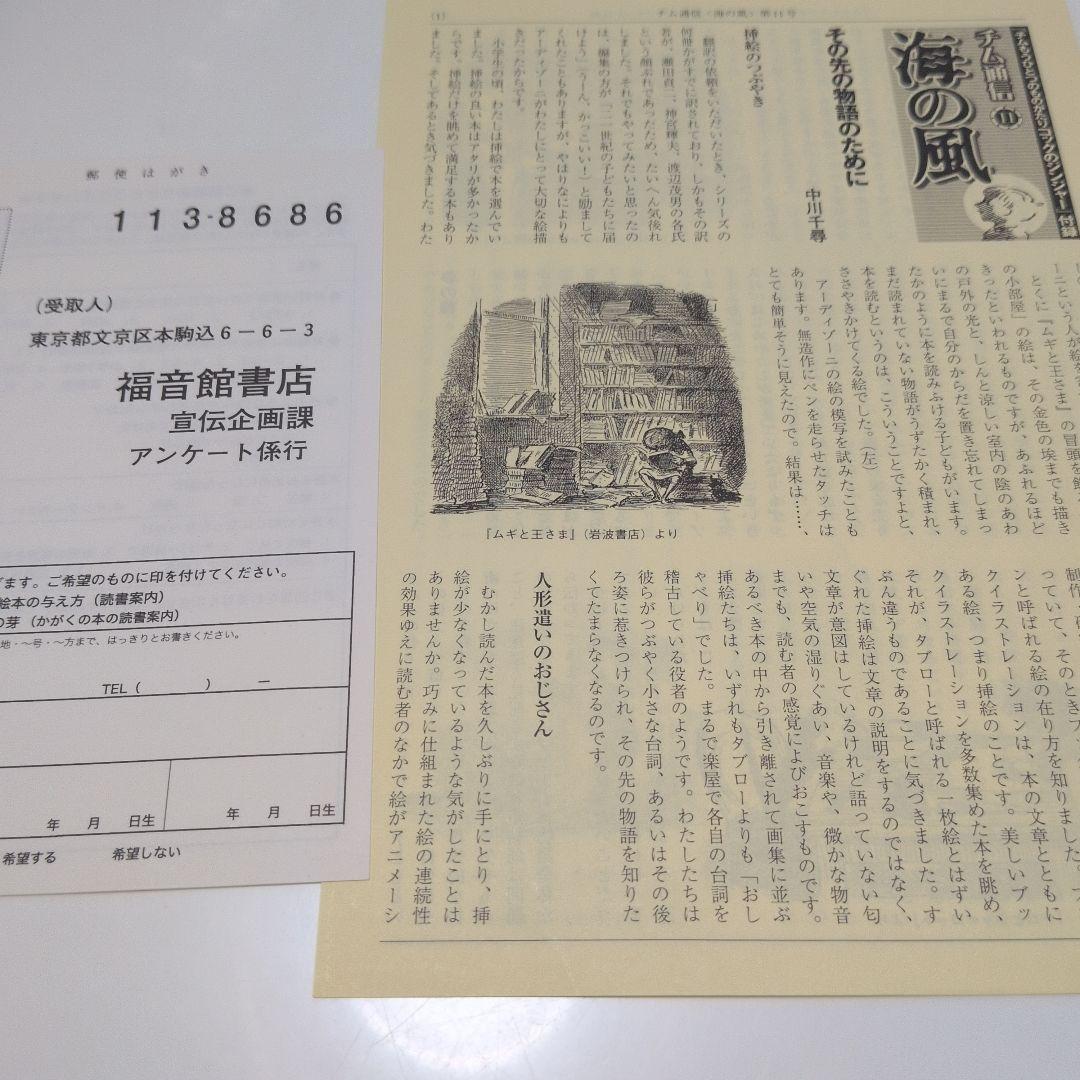 郵便はがき
113-8686
(受取人)
東京都文京区本駒込6-6-3
福音館書店
宣伝企画課
アンケート係行
ます。ご希望のものに印を付けてください。
絵本の与え方(読書案内)
の芽(かがくの本の読書案内)
地・〜号・〜方まで、はっきりとお書きください。
TEL( ) ー
年 月 日生
年 月 日生
希望する 希望しない
(1)
チム通信〈海の風〉第11号
チムもうひとつのものがたり コックのジンジャー 付録
チム通信 11
海の風
その先の物語のために
中川千尋
挿絵のつぶやき
翻訳の依頼をいただいたとき、シリーズの
何冊かがすでに訳されており、しかもその訳
者が、瀬田貞二、神宮輝夫、渡辺茂男の各氏
という顔ぶれであったため、たいへん気後れ
しました。それでもやってみたいと思ったの
は、編集の方が「二一世紀の子どもたちに届
けよう」(うーん、かっこいい!)と励まして
くれたこともありますが、やはりなによりも
アーディゾーニがわたしにとって大切な絵描
きだったからです。
小学生の頃、わたしは挿絵で本を選んでい
ました。挿絵の良い本はアタリが多かったか
らです。挿絵だけを眺めて満足する本もあり
ました。そしてあるとき気づきました。わた
ーニという人が絵を
とくに『ムギと王さま』の冒頭を飾
の小部屋』の絵は、その金色の埃までも描き
きったといわれるものですが、あふれるほど
の戸外の光と、しんと涼しい室内の陰のあわ
いにまるで自分のからだを置き忘れてしまっ
たかのように本を読みふける子どもがいます。
まだ読まれていない物語がうずたかく積まれ、
本を読むというのは、こういうことですよと、
ささやきかけてくる絵でした。(左)
アーディゾーニの絵の模写を試みたことも
あります。無造作にペンを走らせたタッチは
とても簡単そうに見えたので。結果は……、
『ムギと王さま』(岩波書店)より
っていて、そのときブ
ンと呼ばれる絵の在り方を知りました。ブ
クイラストレーションは、本の文章とともに
ある絵、つまり挿絵のことです。美しいブッ
クイラストレーションを多数集めた本を眺め、
それが、タブローと呼ばれる一枚絵とはずい
ぶん違うものであることに気づきました。す
ぐれた挿絵は文章の説明をするのではなく、
文章が意図はしているけれど語っていない匂
いや空気の湿りぐあい、音楽や、微かな物音
までも、読む者の感覚によびおこすものです。
あるべき本の中から引き離されて画集に並ぶ
挿絵たちは、いずれもタブローよりも「おし
ゃべり」でした。まるで楽屋で各自の台詞を
稽古している役者のようです。わたしたちは
彼らがつぶやく小さな台詞、あるいはその後
ろ姿に惹きつけられ、その先の物語を知りた
くてたまらなくなるのです。
人形遣いのおじさん
むかし読んだ本を久しぶりに手にとり、挿
絵が少なくなっているような気がしたことは
ありませんか。巧みに仕組まれた絵の連続性
の効果ゆえに読む者のなかで絵がアニメーシ